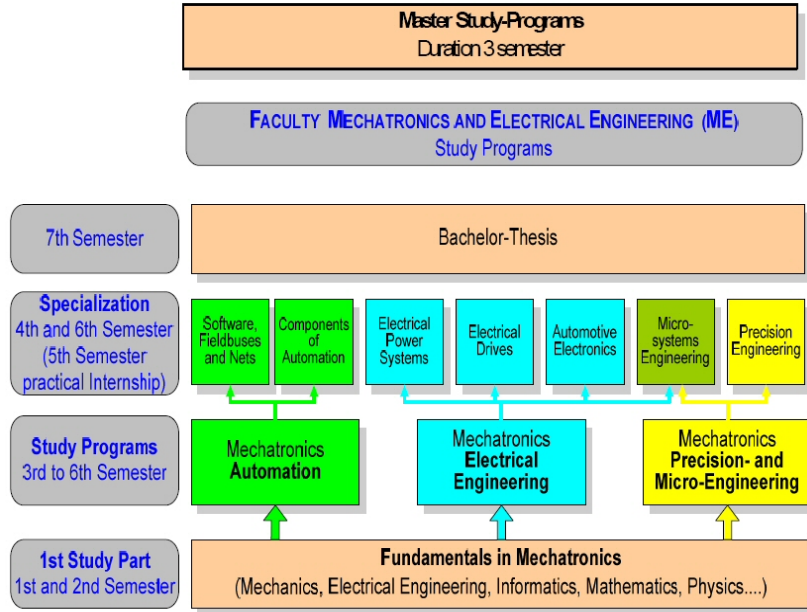 Master Study-Programs
Duration 3 semester
FACULTY MECHATRONICS AND ELECTRICAL ENGINEERING (ME)
Study Programs
7th Semester
Bachelor-Thesis
Specialization
4th and 6th Semester
(5th Semester
practical Internship)
Software,
Fieldbuses
and Nets
Components
of
Automation
Electrical
Power
Systems
Electrical
Drives
Automotive
Electronics
Micro-
systems
Engineering
Precision
Engineering
Study Programs
3rd to 6th Semester
Mechatronics
Automation
Mechatronics
Electrical
Engineering
Mechatronics
Precision- and
Micro-Engineering
1st Study Part
1st and 2nd Semester
Fundamentals in Mechatronics
(Mechanics, Electrical Engineering, Informatics, Mathematics, Physics....)